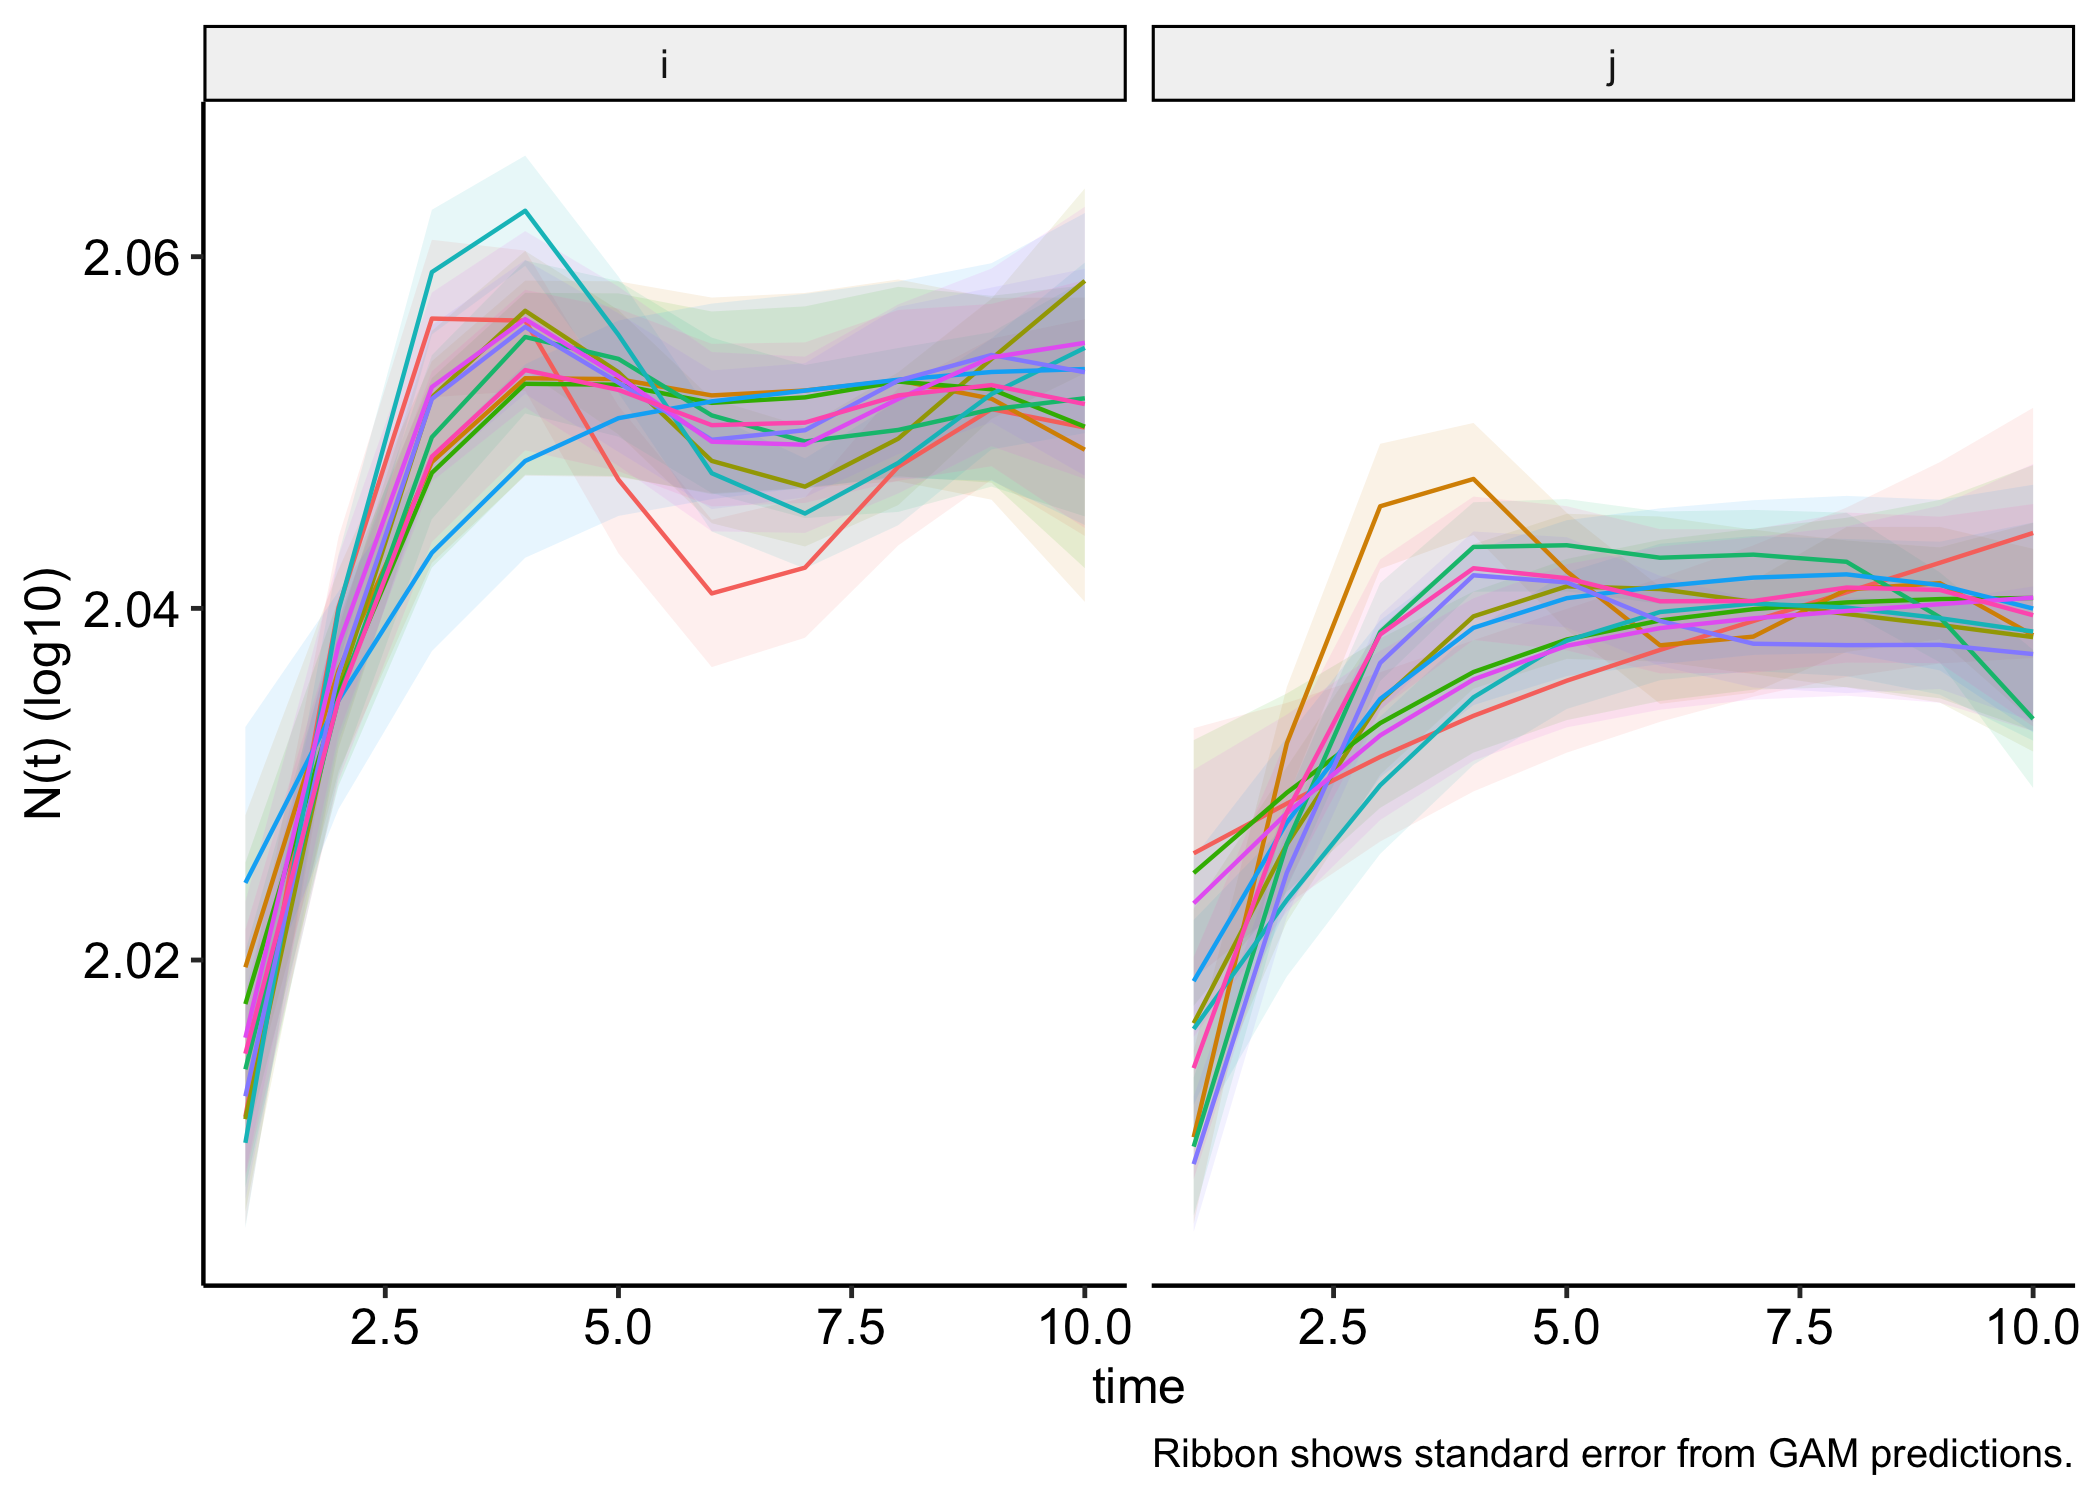 i
j
N(t) (log10)
2.06
2.04
2.02
2.5 5.0 7.5 10.0 2.5 5.0 7.5 10.0
time
Ribbon shows standard error from GAM predictions.